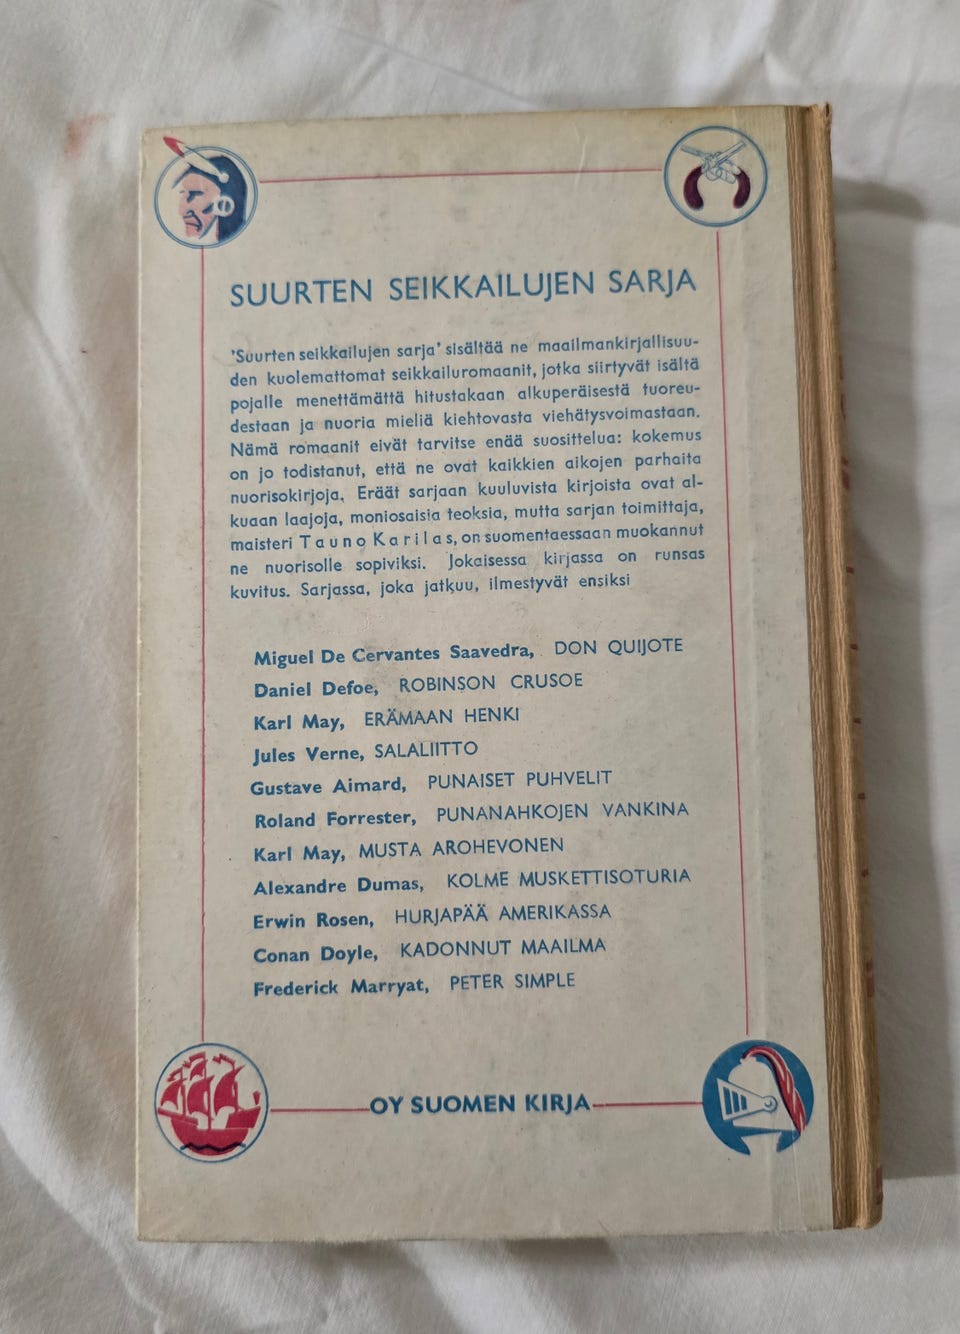 SUURTEN SEIKKAILUJEN SARJA
'Suurten seikkailujen sarja' sisältää ne maailmankirjallisuu-
den kuolemattomat seikkailuromaanit, jotka siirtyvät isältä
pojalle menettämättä hitustakaan alkuperäisestä tuoreu-
destaan ja nuoria mieliä kiehtovasta viehätysvoimastaan.
Nämä romaanit eivät tarvitse enää suosittelua: kokemus
on jo todistanut, että ne ovat kaikkien aikojen parhaita
nuorisokirjoja. Eräät sarjaan kuuluvista kirjoista ovat al-
kuaan laajoja, moniosaisia teoksia, mutta sarjan toimittaja,
maisteri Tauno Karilas, on suomentaessaan muokannut
ne nuorisolle sopiviksi. Jokaisessa kirjassa on runsas
kuvitus. Sarjassa, joka jatkuu, ilmestyvät ensiksi
Miguel De Cervantes Saavedra, DON QUIJOTE
Daniel Defoe, ROBINSON CRUSOE
Karl May, ERÄMAAN HENKI
Jules Verne, SALALIITTO
Gustave Aimard, PUNAISET PUHVELIT
Roland Forrester, PUNANAHKOJEN VANKINA
Karl May, MUSTA AROHEVONEN
Alexandre Dumas, KOLME MUSKETTISOTURIA
Erwin Rosen, HURJAPÄÄ AMERIKASSA
Conan Doyle, KADONNUT MAAILMA
Frederick Marryat, PETER SIMPLE
OY SUOMEN KIRJA